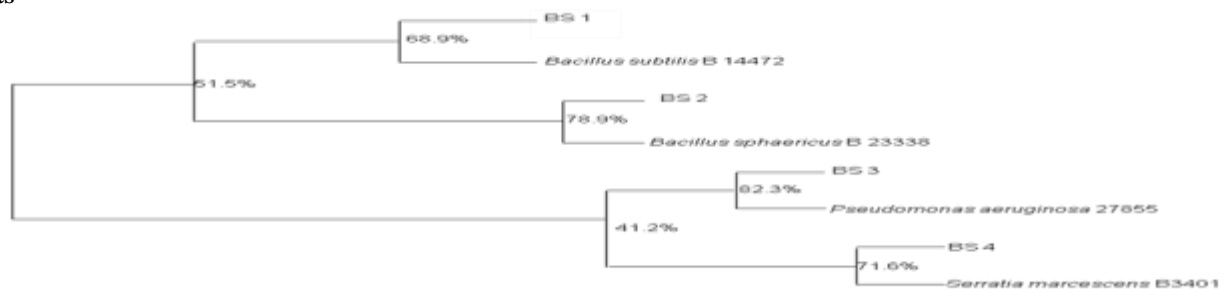 BS 1
68.9%
Bacillus subtilis B 14472
51.5%
BS 2
78.9%
Bacillus sphaericus B 23338
BS 3
82.3%
Pseudomonas aeruginosa 27855
41.2%
BS 4
71.6%
Serratia marcescens B3401